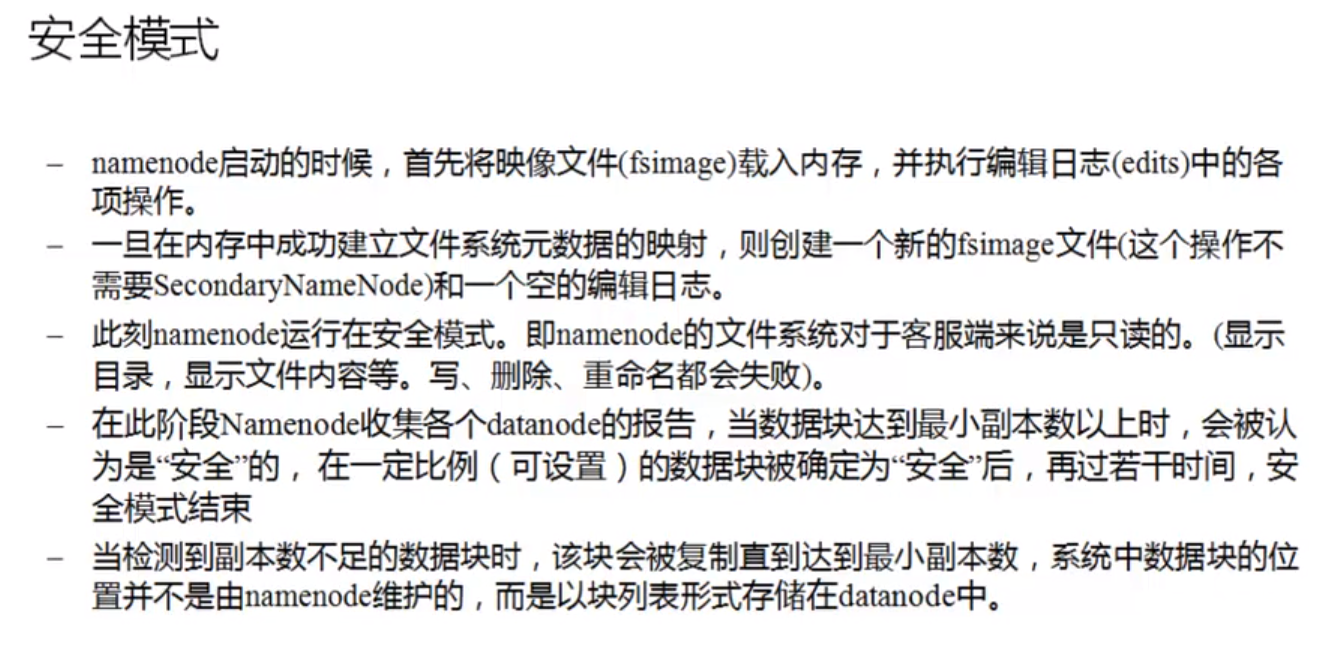 安全模式
– namenode启动的时候，首先将映像文件(fsimage)载入内存，并执行编辑日志(edits)中的各
项操作。
– 一旦在内存中成功建立文件系统元数据的映射，则创建一个新的fsimage文件(这个操作不
需要SecondaryNameNode)和一个空的编辑日志。
– 此刻namenode运行在安全模式。即namenode的文件系统对于客服端来说是只读的。(显示
目录，显示文件内容等。写、删除、重命名都会失败)。
– 在此阶段Namenode收集各个datanode的报告，当数据块达到最小副本数以上时，会被认
为是“安全”的， 在一定比例（可设置）的数据块被确定为“安全”后，再过若干时间，安
全模式结束
– 当检测到副本数不足的数据块时，该块会被复制直到达到最小副本数，系统中数据块的位
置并不是由namenode维护的，而是以块列表形式存储在datanode中。